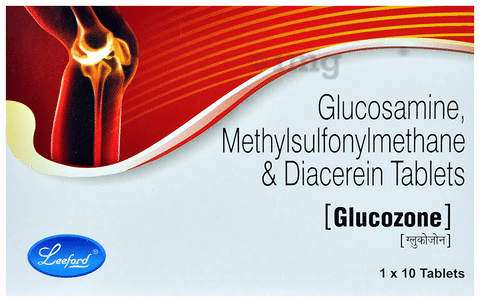 Glucosamine,
Methylsulfonylmethane
& Diacerein Tablets
[Glucozone]
[ग्लुकोजोन]
Leeford®
1 x 10 Tablets